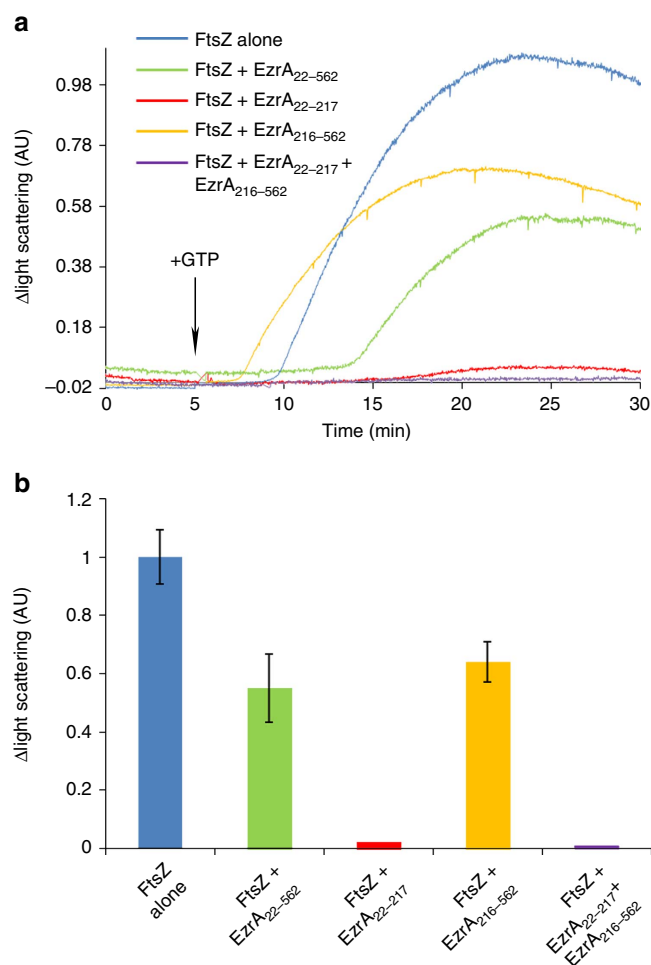 a
FtsZ alone
FtsZ + EzrA22–562
FtsZ + EzrA22–217
FtsZ + EzrA216–562
FtsZ + EzrA22–217 +
EzrA216–562
Δlight scattering (AU)
0.98
0.78
0.58
0.38
0.18
–0.02
+GTP
0 5 10 15 20 25 30
Time (min)
b
Δlight scattering (AU)
1.2
1
0.8
0.6
0.4
0.2
0
FtsZ
alone
FtsZ +
EzrA22–562
FtsZ +
EzrA22–217
FtsZ +
EzrA216–562
FtsZ +
EzrA22–217+
EzrA216–562